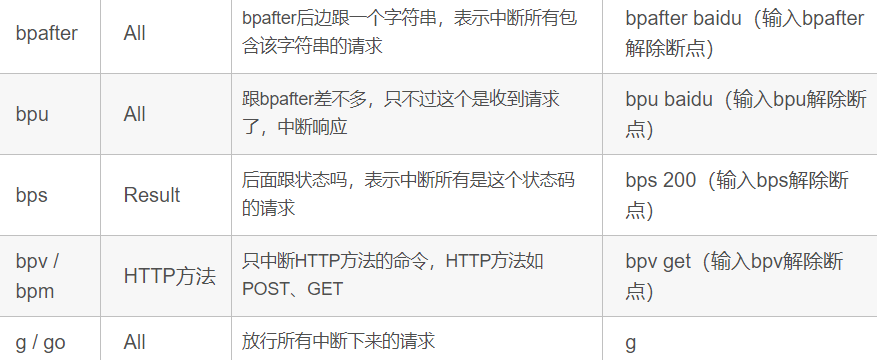 bpafter All bpafter后边跟一个字符串，表示中断所有包 bpafter baidu（输入bpafter
含该字符串的请求 解除断点）
bpu All 跟bpafter差不多，只不过这个是收到请求 bpu baidu（输入bpu解除断
了，中断响应 点）
bps Result 后面跟状态吗，表示中断所有是这个状态码 bps 200（输入bps解除断
的请求 点）
bpv / HTTP方法 只中断HTTP方法的命令，HTTP方法如 bpv get（输入bpv解除断
bpm POST、GET 点）
g / go All 放行所有中断下来的请求 g